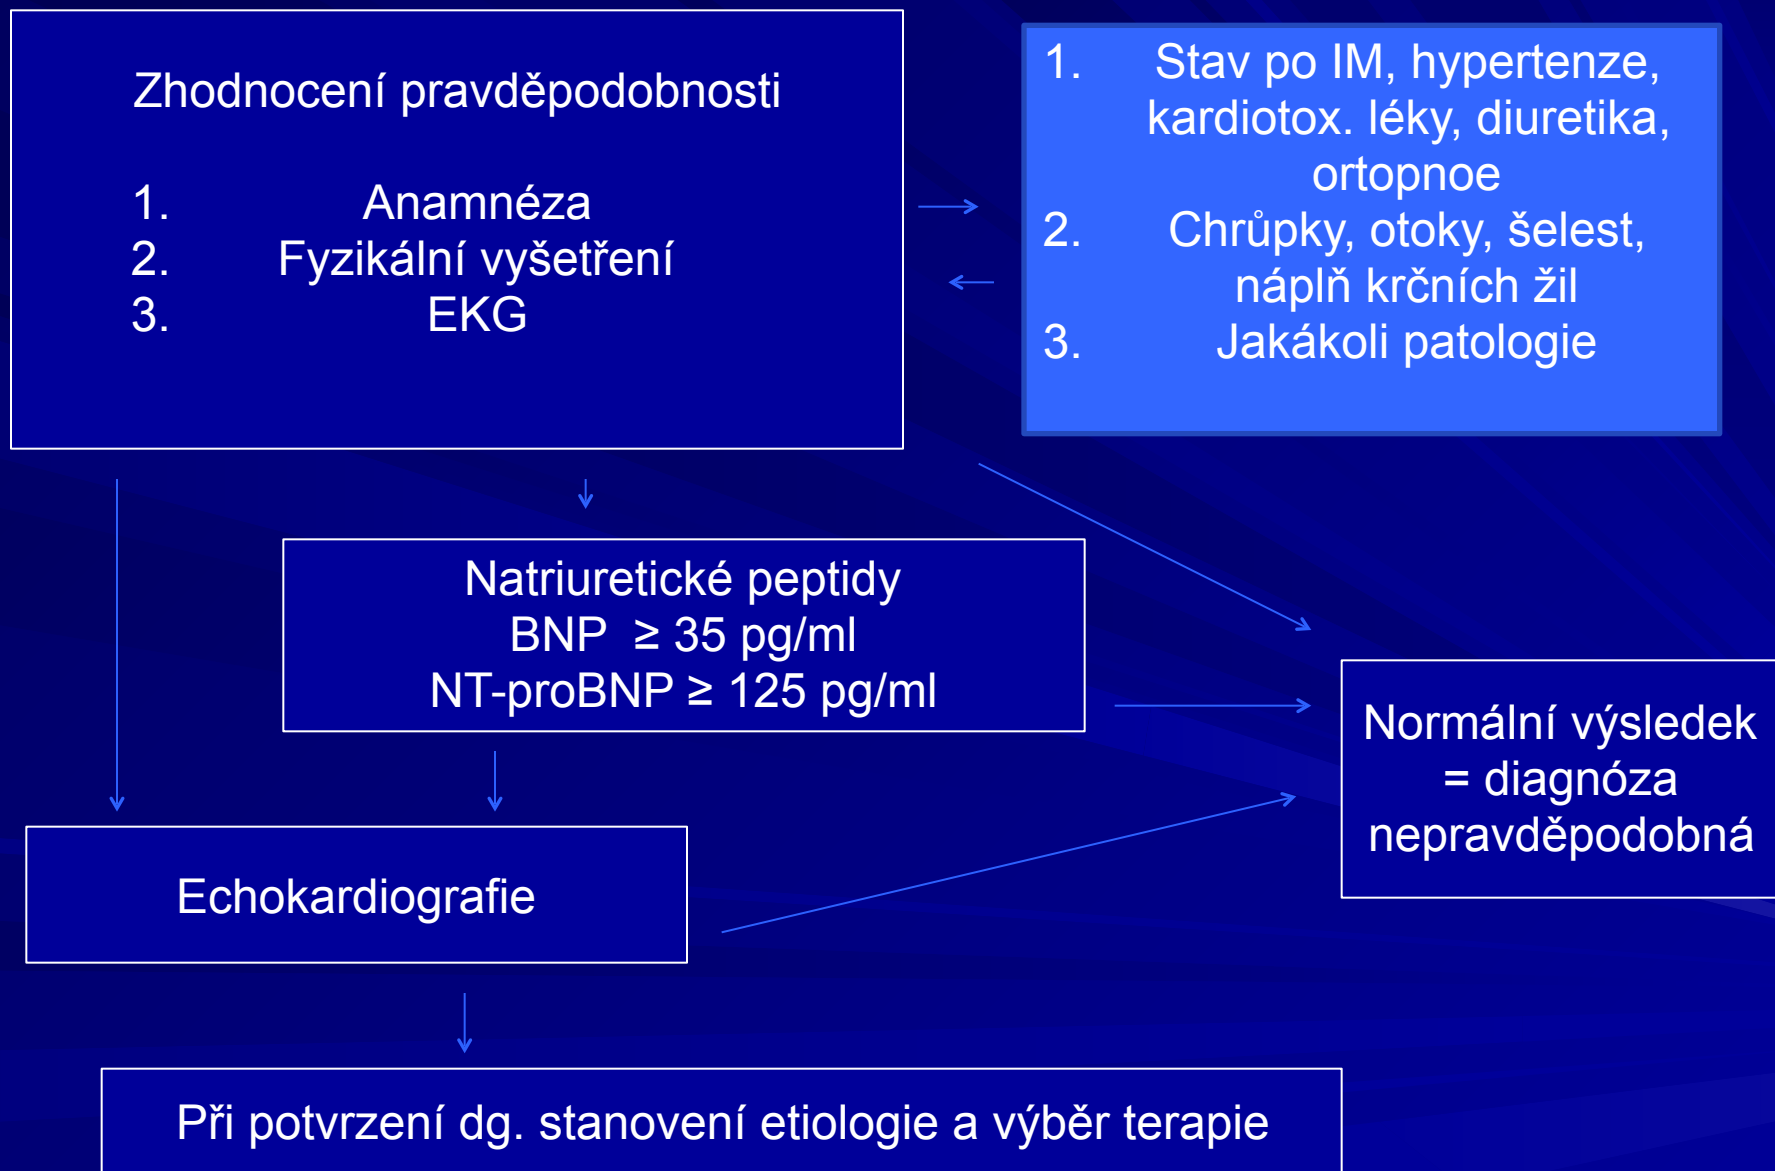 Zhodnocení pravděpodobnosti
1. Anamnéza
2. Fyzikální vyšetření
3. EKG
1. Stav po IM, hypertenze,
kardiotox. léky, diuretika,
ortopnoe
2. Chrůpky, otoky, šelest,
náplň krčních žil
3. Jakákoli patologie
Natriuretické peptidy
BNP ≥ 35 pg/ml
NT-proBNP ≥ 125 pg/ml
Normální výsledek
= diagnóza
nepravděpodobná
Echokardiografie
Při potvrzení dg. stanovení etiologie a výběr terapie